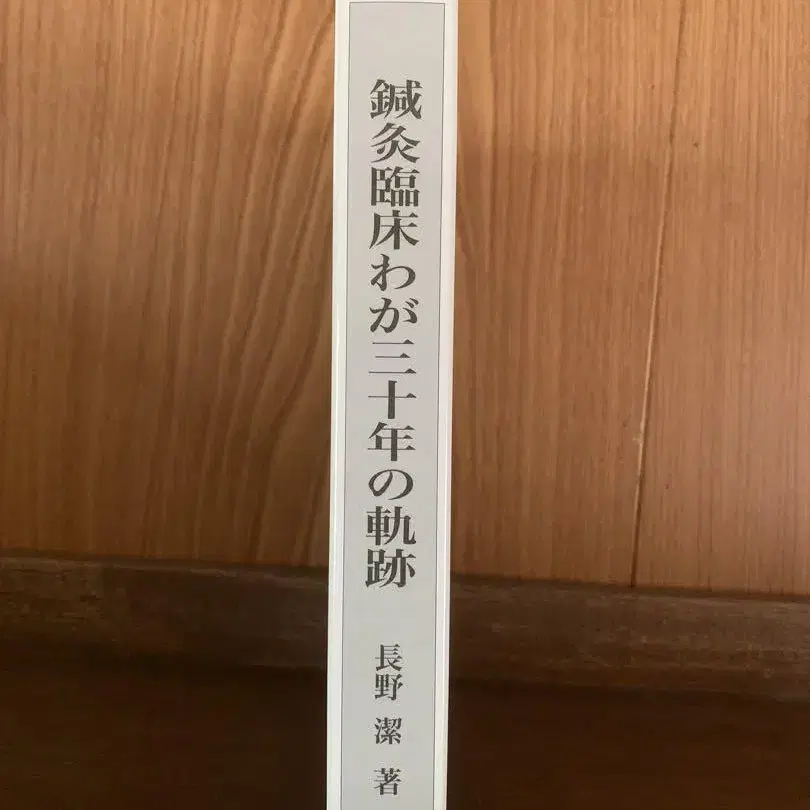 鍼灸臨床わが三十年の軌跡
長野 潔 著